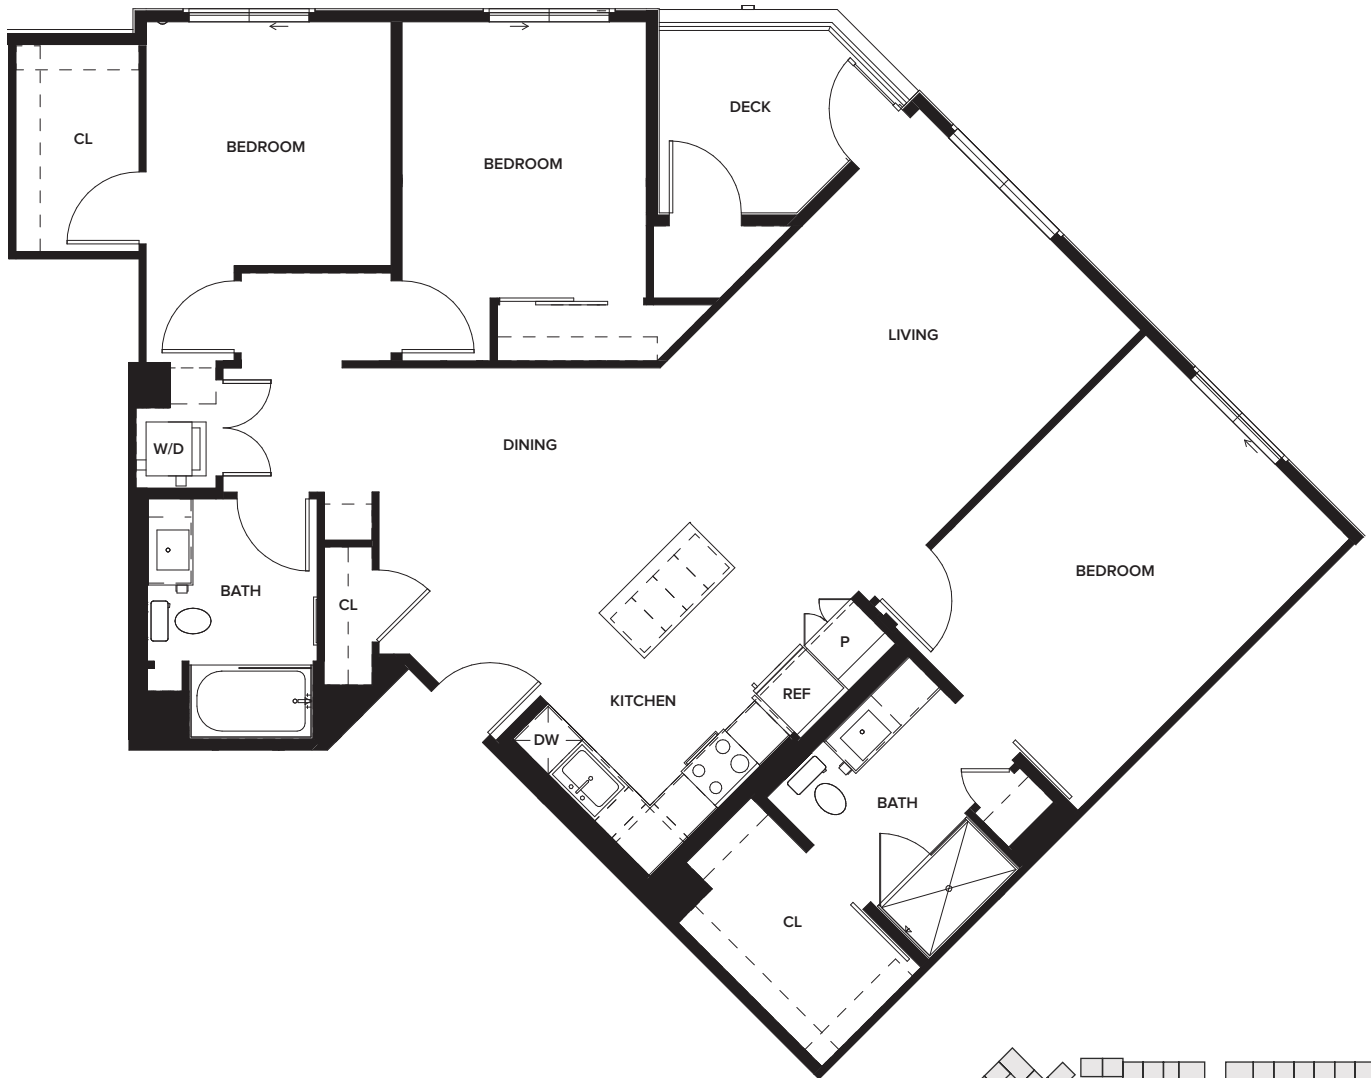 DECK
CL
BEDROOM
BEDROOM
LIVING
DINING
W/D
BEDROOM
BATH
CL
P
REF
KITCHEN
DW
BATH
CL